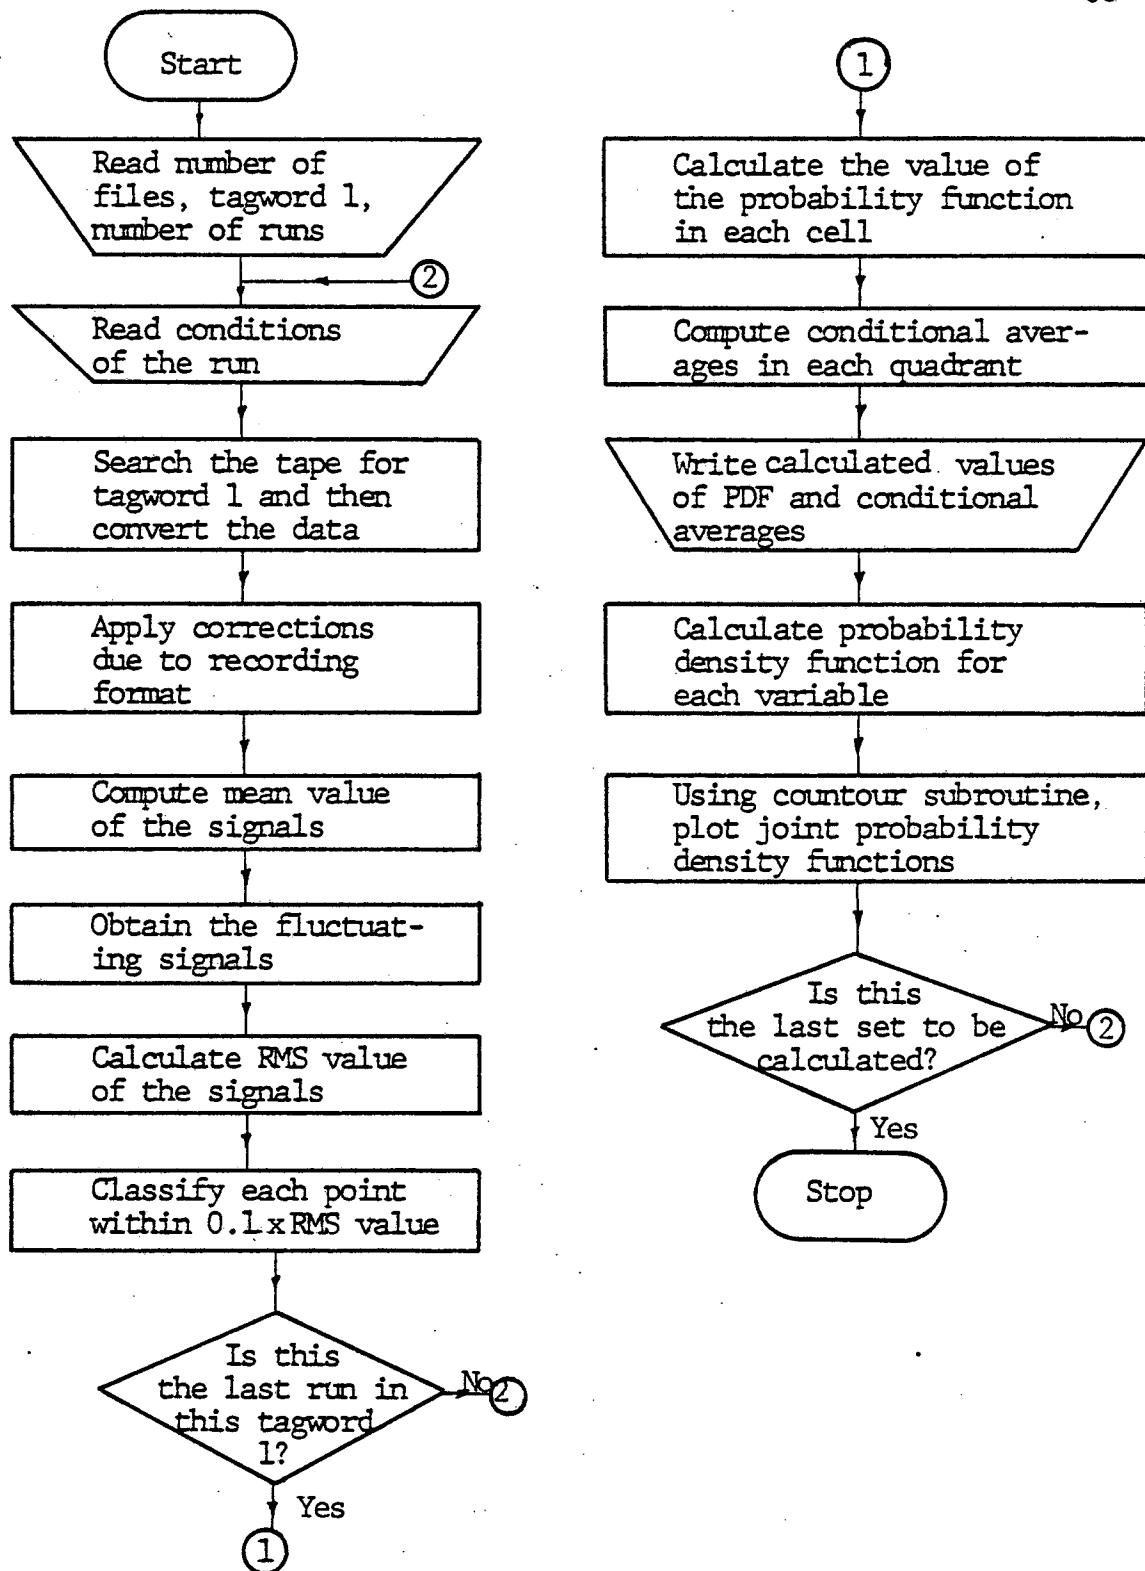 Start
Read number of
files, tagword 1,
number of runs
2
Read conditions
of the run
Search the tape for
tagword 1 and then
convert the data
Apply corrections
due to recording
format
Compute mean value
of the signals
Obtain the fluctuat-
ing signals
Calculate RMS value
of the signals
Classify each point
within 0.1 x RMS value
Is this
the last run in
this tagword
1?
No
2
Yes
1
1
Calculate the value of
the probability function
in each cell
Compute conditional aver-
ages in each quadrant
Write calculated values
of PDF and conditional
averages
Calculate probability
density function for
each variable
Using countour subroutine,
plot joint probability
density functions
Is this
the last set to be
calculated?
No
2
Yes
Stop